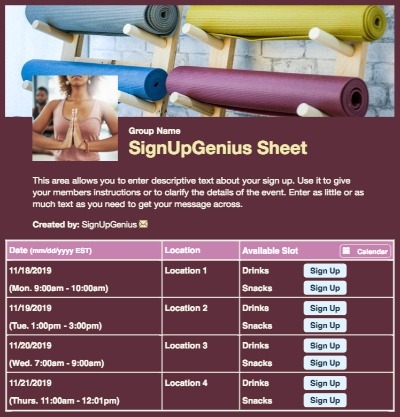 Group Name
SignUpGenius Sheet
This area allows you to enter descriptive text about your sign up. Use it to give
your members instructions or to clarify the details of the event. Enter as little or as
much text as you need to get your message across.
Created by: SignUpGenius
Date (mm/dd/yyyy EST) Location Available Slot Calender
11/18/2019 Location 1 Drinks Sign Up
(Mon. 9:00am - 10:00am) Snacks Sign Up
11/19/2019 Location 2 Drinks Sign Up
(Tue. 1:00pm - 3:00pm) Snacks Sign Up
11/20/2019 Location 3 Drinks Sign Up
(Wed. 7:00am - 9:00am) Snacks Sign Up
11/21/2019 Location 4 Drinks Sign Up
(Thurs. 11:00am - 12:01pm) Snacks Sign Up